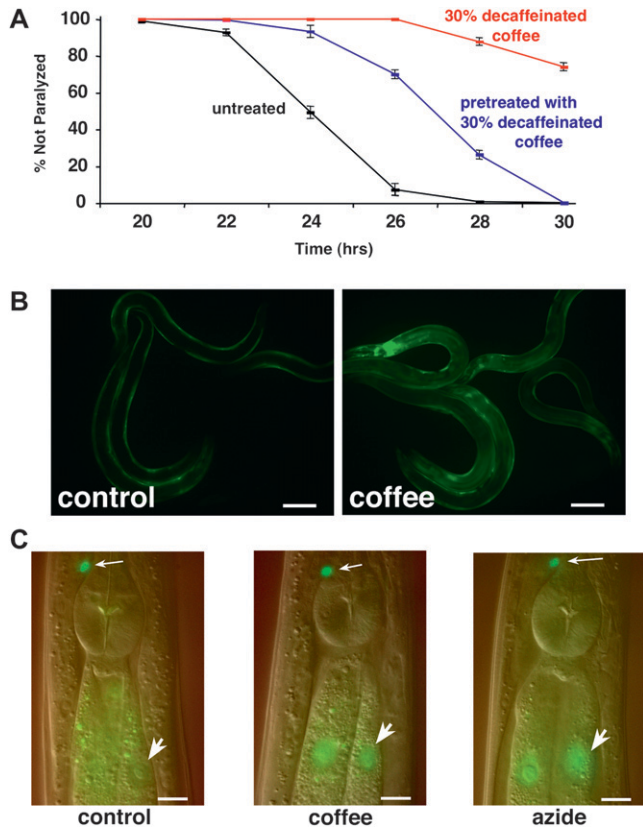 A
100
80
60
40
20
0
% Not Paralyzed
30% decaffeinated
coffee
untreated
pretreated with
30% decaffeinated
coffee
20 22 24 26 28 30
Time (hrs)
B
control
coffee
C
control
coffee
azide